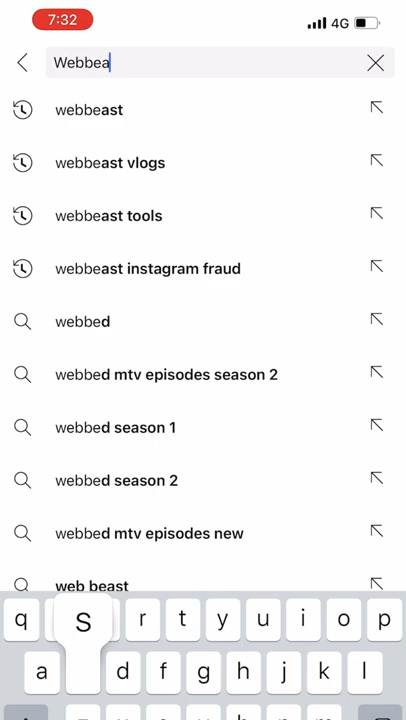 7:32
4G
Webbea
webbeast
webbeast vlogs
webbeast tools
webbeast instagram fraud
webbed
webbed mtv episodes season 2
webbed season 1
webbed season 2
webbed mtv episodes new
web beast
q S r t y u i o p
a d f g h j k l